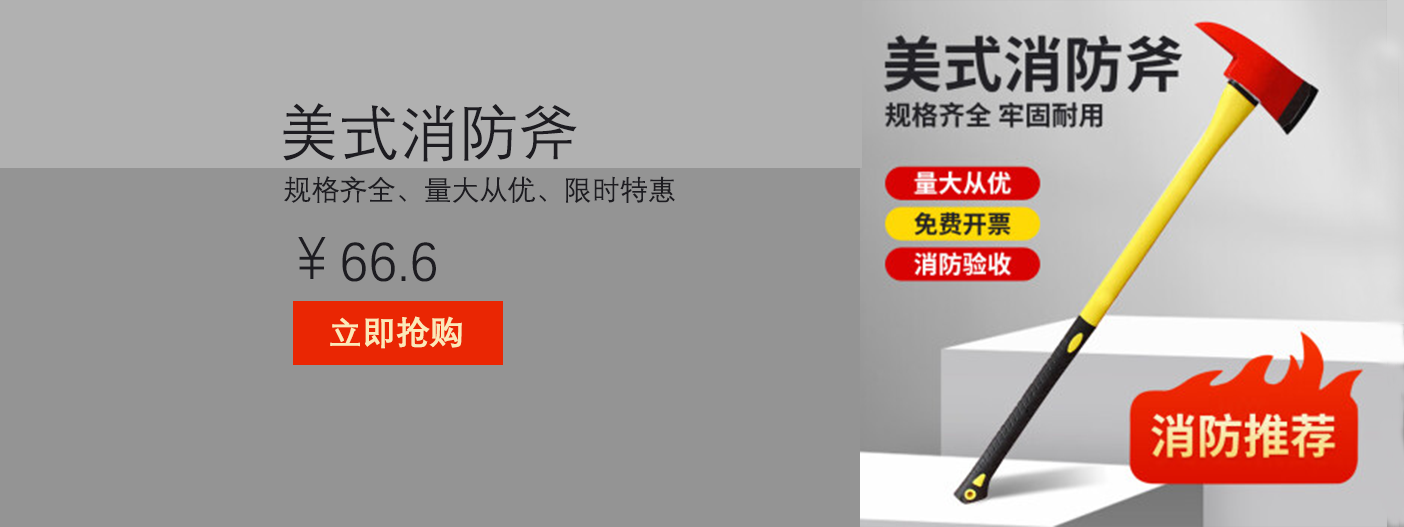 美式消防斧
规格齐全、量大从优、限时特惠
￥66.6
立即抢购
美式消防斧
规格齐全 牢固耐用
量大从优
免费开票
消防验收
消防推荐